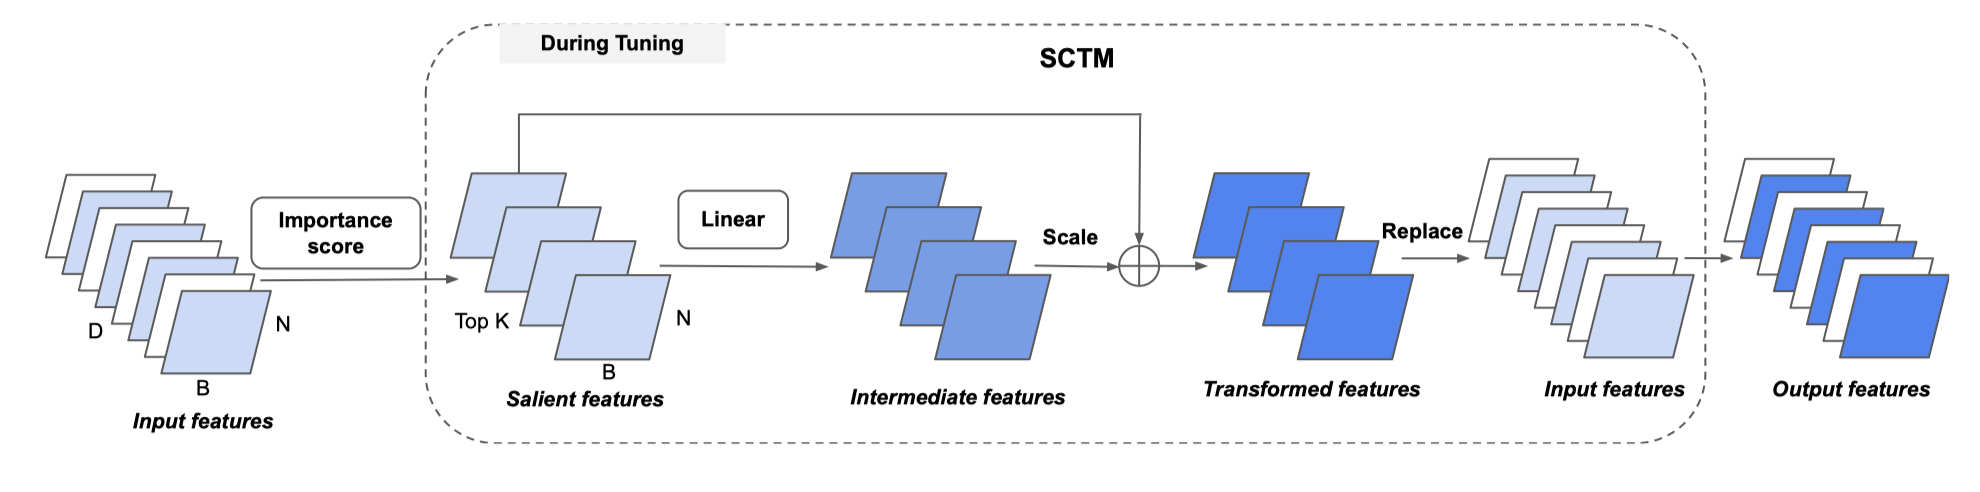 During Tuning
SCTM
Importance
score
Linear
Scale
Replace
D
N
B
Input features
Top K
N
B
Salient features
Intermediate features
Transformed features
Input features
Output features